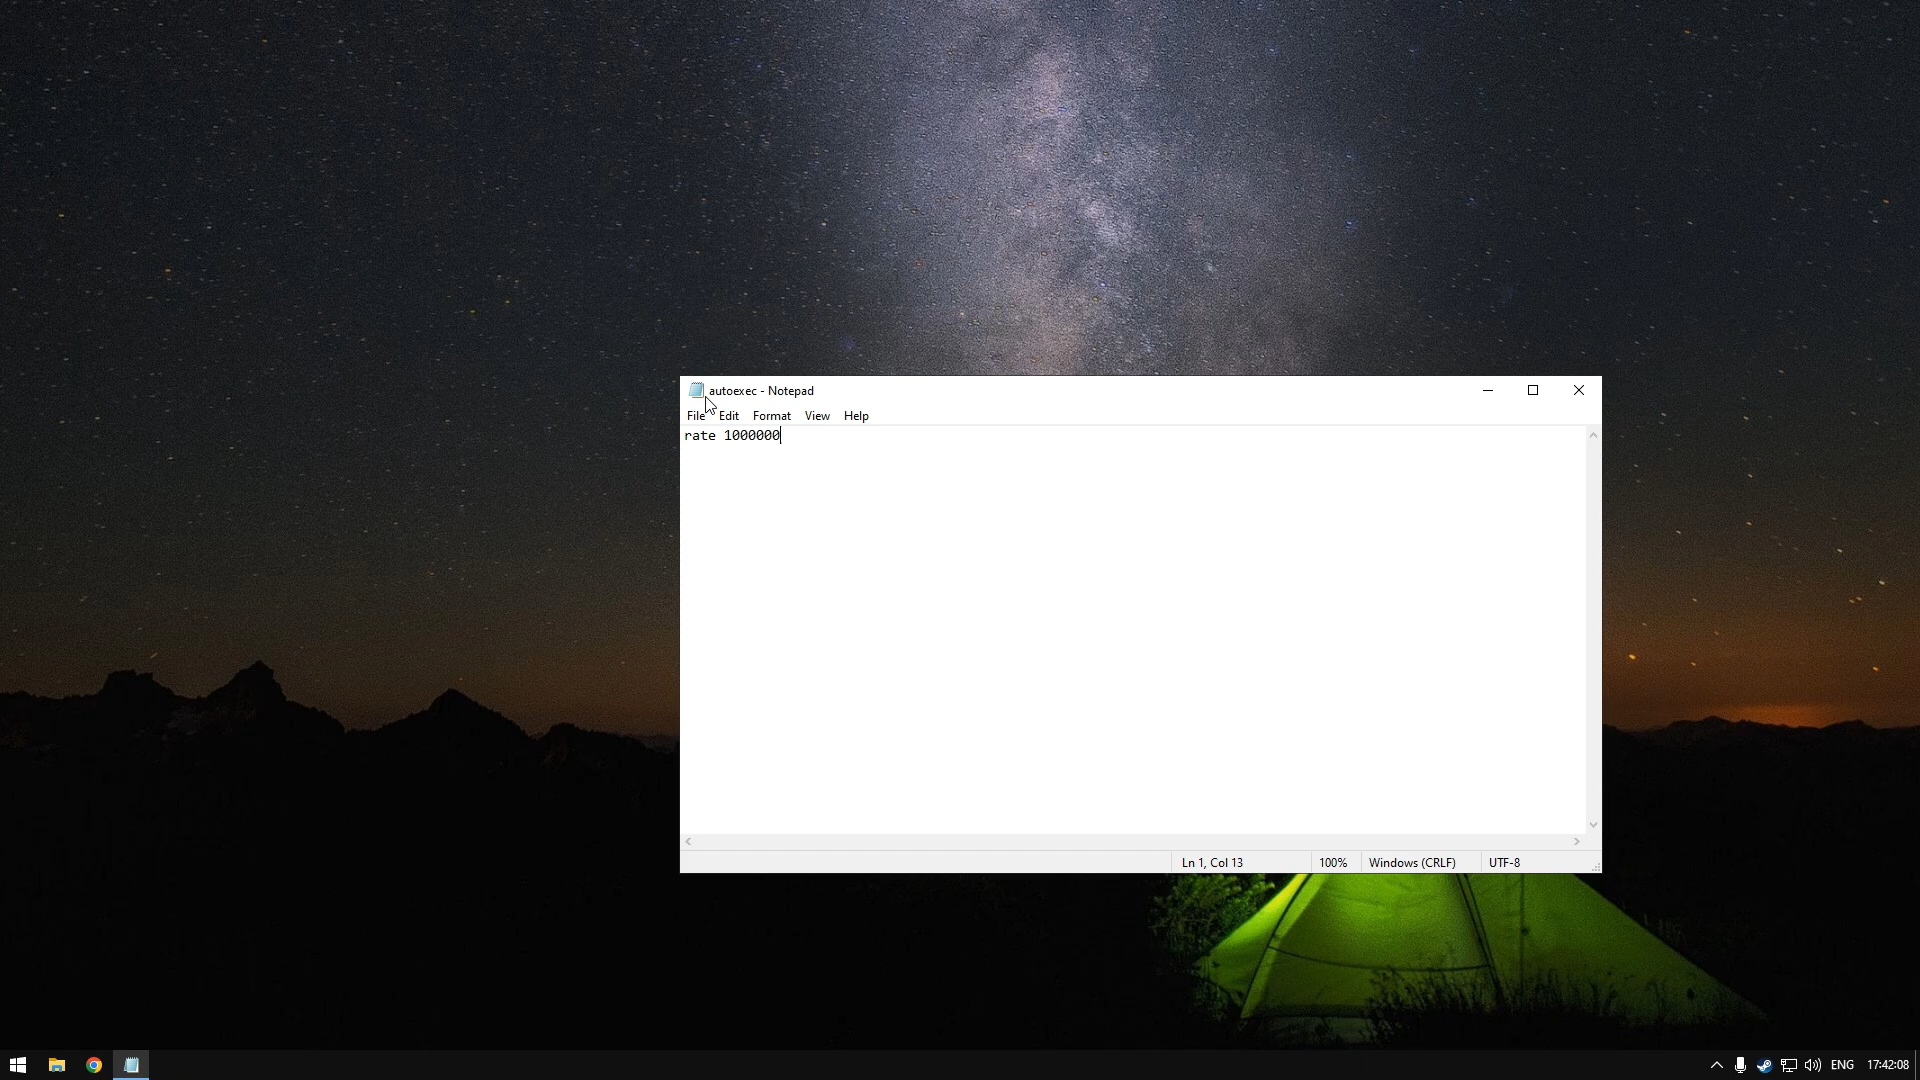 autoexec - Notepad
File Edit Format View Help
rate 1000000
Ln 1, Col 13 100% Windows (CRLF) UTF-8
ENG 17:42:08